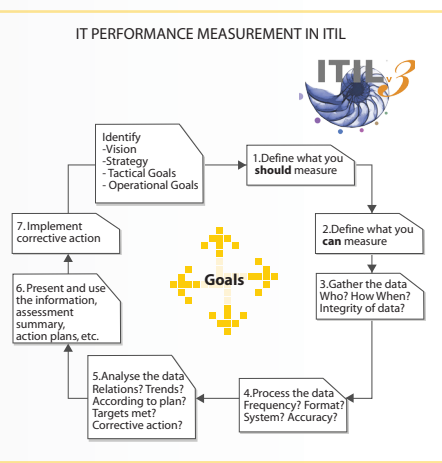 IT PERFORMANCE MEASUREMENT IN ITIL
ITIL v3
Identify
-Vision
-Strategy
- Tactical Goals
- Operational Goals
1.Define what you
should measure
2.Define what you
can measure
3.Gather the data
Who? How When?
Integrity of data?
4.Process the data
Frequency? Format?
System? Accuracy?
5.Analyse the data
Relations? Trends?
According to plan?
Targets met?
Corrective action?
6.Present and use
the information,
assessment
summary,
action plans, etc.
7.Implement
corrective action
Goals